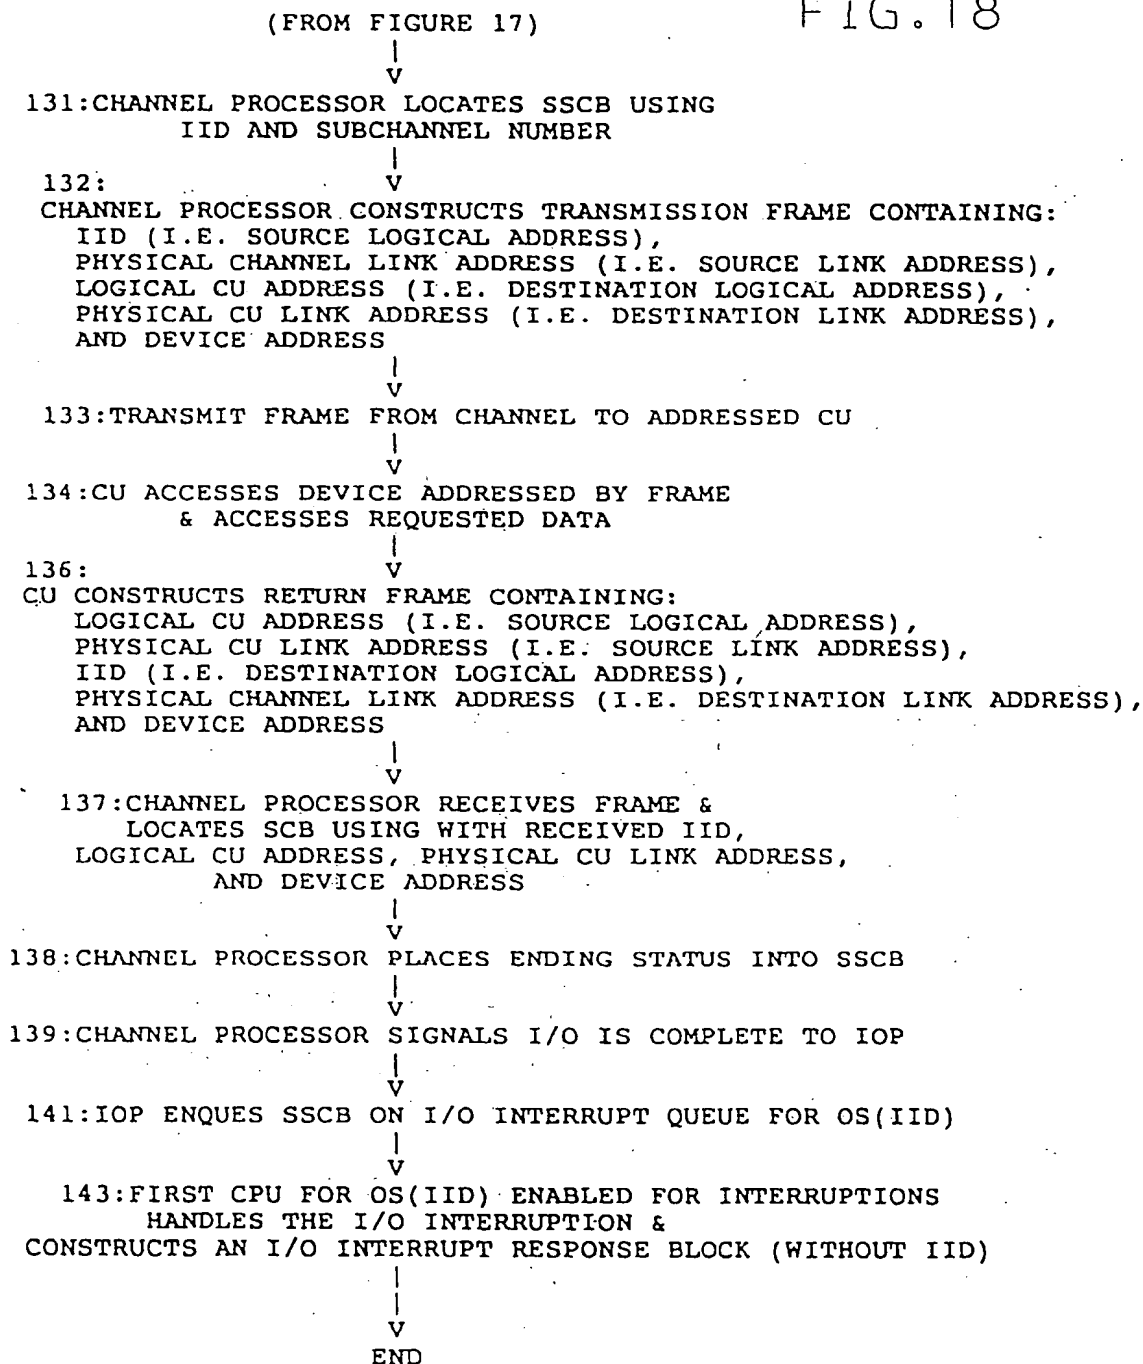 FIG. 18
(FROM FIGURE 17)
131:CHANNEL PROCESSOR LOCATES SSCB USING
IID AND SUBCHANNEL NUMBER
132:
CHANNEL PROCESSOR CONSTRUCTS TRANSMISSION FRAME CONTAINING:
IID (I.E. SOURCE LOGICAL ADDRESS),
PHYSICAL CHANNEL LINK ADDRESS (I.E. SOURCE LINK ADDRESS),
LOGICAL CU ADDRESS (I.E. DESTINATION LOGICAL ADDRESS),
PHYSICAL CU LINK ADDRESS (I.E. DESTINATION LINK ADDRESS),
AND DEVICE ADDRESS
133:TRANSMIT FRAME FROM CHANNEL TO ADDRESSED CU
134:CU ACCESSES DEVICE ADDRESSED BY FRAME
& ACCESSES REQUESTED DATA
136:
CU CONSTRUCTS RETURN FRAME CONTAINING:
LOGICAL CU ADDRESS (I.E. SOURCE LOGICAL ADDRESS),
PHYSICAL CU LINK ADDRESS (I.E. SOURCE LINK ADDRESS),
IID (I.E. DESTINATION LOGICAL ADDRESS),
PHYSICAL CHANNEL LINK ADDRESS (I.E. DESTINATION LINK ADDRESS),
AND DEVICE ADDRESS
137:CHANNEL PROCESSOR RECEIVES FRAME &
LOCATES SCB USING WITH RECEIVED IID,
LOGICAL CU ADDRESS, PHYSICAL CU LINK ADDRESS,
AND DEVICE ADDRESS
138:CHANNEL PROCESSOR PLACES ENDING STATUS INTO SSCB
139:CHANNEL PROCESSOR SIGNALS I/O IS COMPLETE TO IOP
141:IOP ENQUES SSCB ON I/O INTERRUPT QUEUE FOR OS(IID)
143:FIRST CPU FOR OS(IID) ENABLED FOR INTERRUPTIONS
HANDLES THE I/O INTERRUPTION &
CONSTRUCTS AN I/O INTERRUPT RESPONSE BLOCK (WITHOUT IID)
END